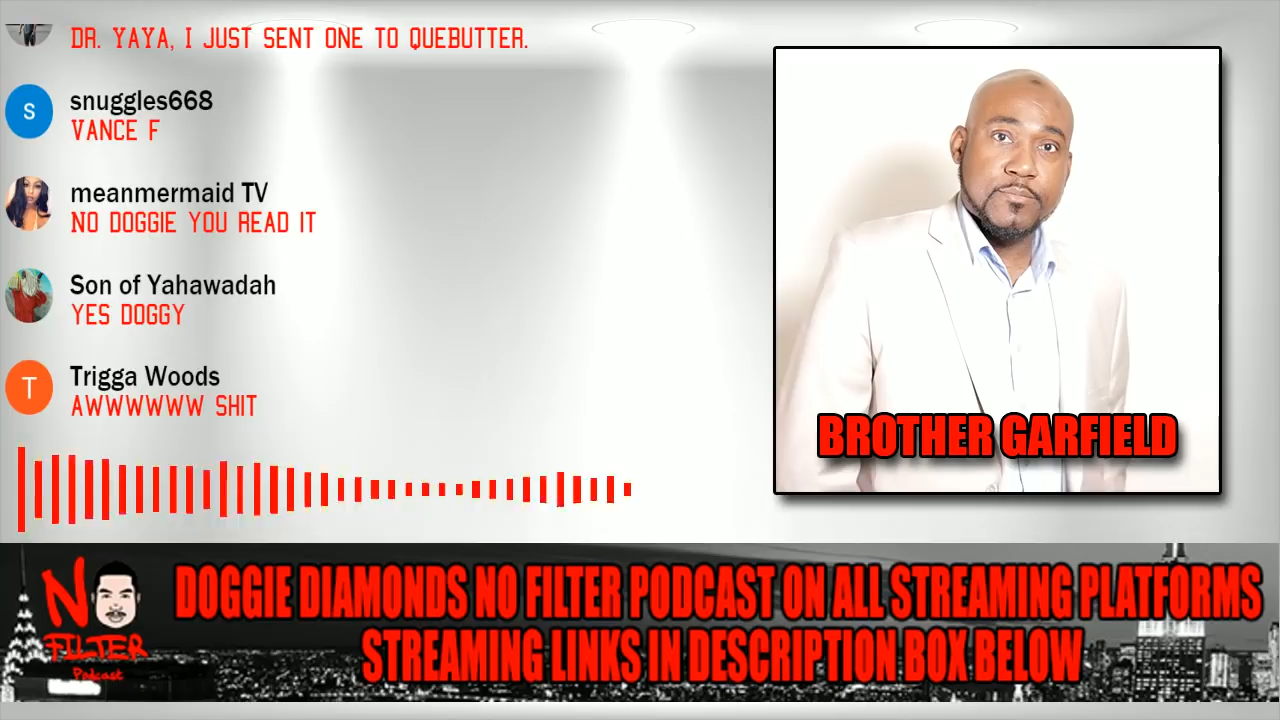 DR. YAYA, I JUST SENT ONE TO QUEBUTTER.
S
snuggles668
VANCE F
meanmermaid TV
NO DOGGIE YOU READ IT
Son of Yahawadah
YES DOGGY
T
Trigga Woods
AWWWWWW SHIT
BROTHER GARFIELD
NO
FILTER
Podcast
DOGGIE DIAMONDS NO FILTER PODCAST ON ALL STREAMING PLATFORMS
STREAMING LINKS IN DESCRIPTION BOX BELOW